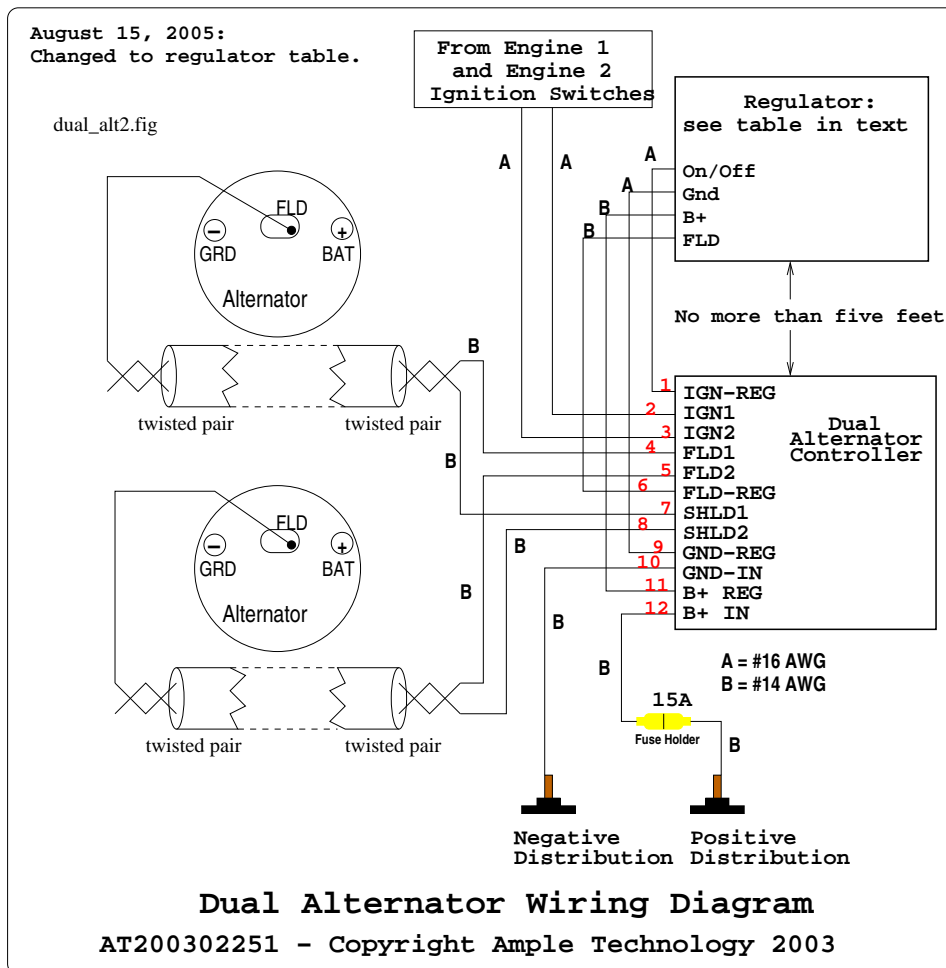 August 15, 2005:
Changed to regulator table.
dual_alt2.fig
From Engine 1
and Engine 2
Ignition Switches
Regulator:
see table in text
On/Off
Gnd
B+
FLD
A
A
B
B
A
A
No more than five feet
FLD
−
+
GRD
BAT
Alternator
B
twisted pair
twisted pair
1 IGN-REG
2 IGN1
3 IGN2
4 FLD1
5 FLD2
6 FLD-REG
7 SHLD1
8 SHLD2
9 GND-REG
10 GND-IN
11 B+ REG
12 B+ IN
Dual
Alternator
Controller
B
B
B
FLD
−
+
GRD
BAT
Alternator
twisted pair
twisted pair
B
B
A = #16 AWG
B = #14 AWG
15A
Fuse Holder
B
Negative
Distribution
Positive
Distribution
Dual Alternator Wiring Diagram
AT200302251 - Copyright Ample Technology 2003